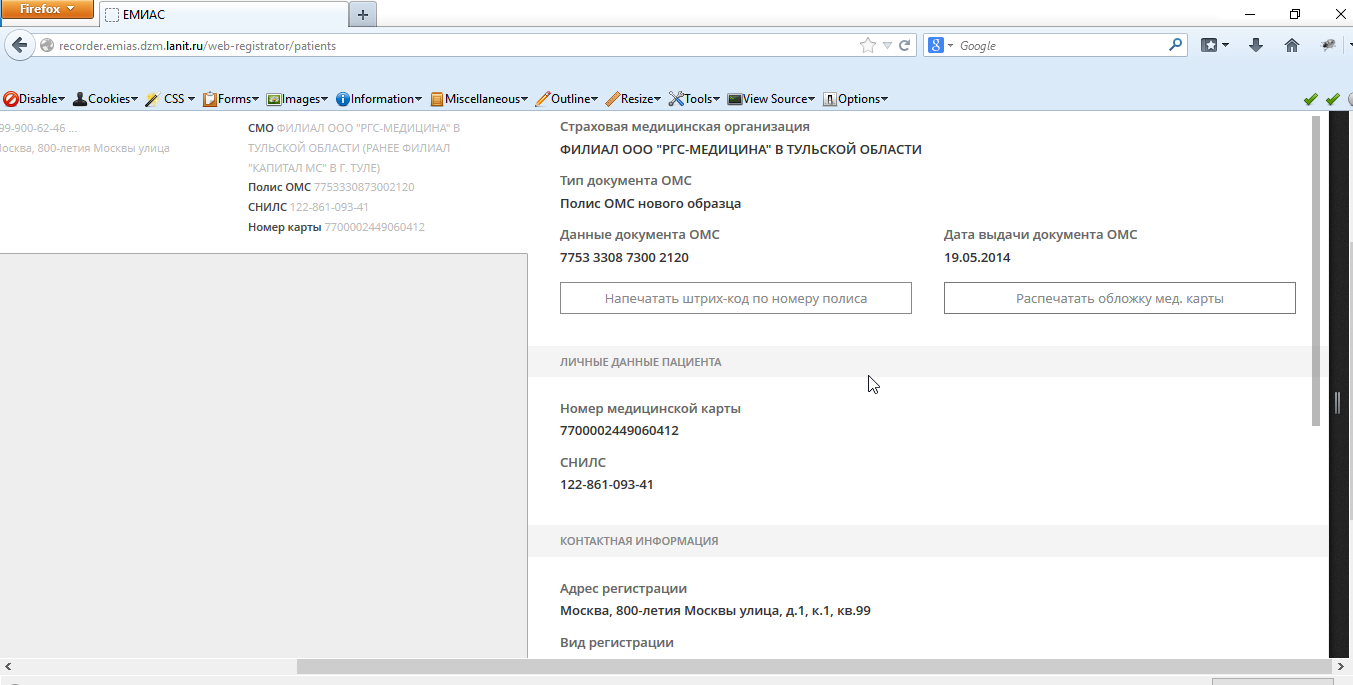 Firefox
ЕМИАС
recorder.emias.dzm.lanit.ru/web-registrator/patients
Google
Disable Cookies CSS Forms Images Information Miscellaneous Outline Resize Tools View Source Options
99-900-62-46 ...
осква, 800-летия Москвы улица
СМО ФИЛИАЛ ООО "РГС-МЕДИЦИНА" В
ТУЛЬСКОЙ ОБЛАСТИ (РАНЕЕ ФИЛИАЛ
"КАПИТАЛ МС" В Г. ТУЛЕ)
Полис ОМС 7753330873002120
СНИЛС 122-861-093-41
Номер карты 7700002449060412
Страховая медицинская организация
ФИЛИАЛ ООО "РГС-МЕДИЦИНА" В ТУЛЬСКОЙ ОБЛАСТИ
Тип документа ОМС
Полис ОМС нового образца
Данные документа ОМС
7753 3308 7300 2120
Дата выдачи документа ОМС
19.05.2014
Напечатать штрих-код по номеру полиса
Распечатать обложку мед. карты
ЛИЧНЫЕ ДАННЫЕ ПАЦИЕНТА
Номер медицинской карты
7700002449060412
СНИЛС
122-861-093-41
КОНТАКТНАЯ ИНФОРМАЦИЯ
Адрес регистрации
Москва, 800-летия Москвы улица, д.1, к.1, кв.99
Вид регистрации